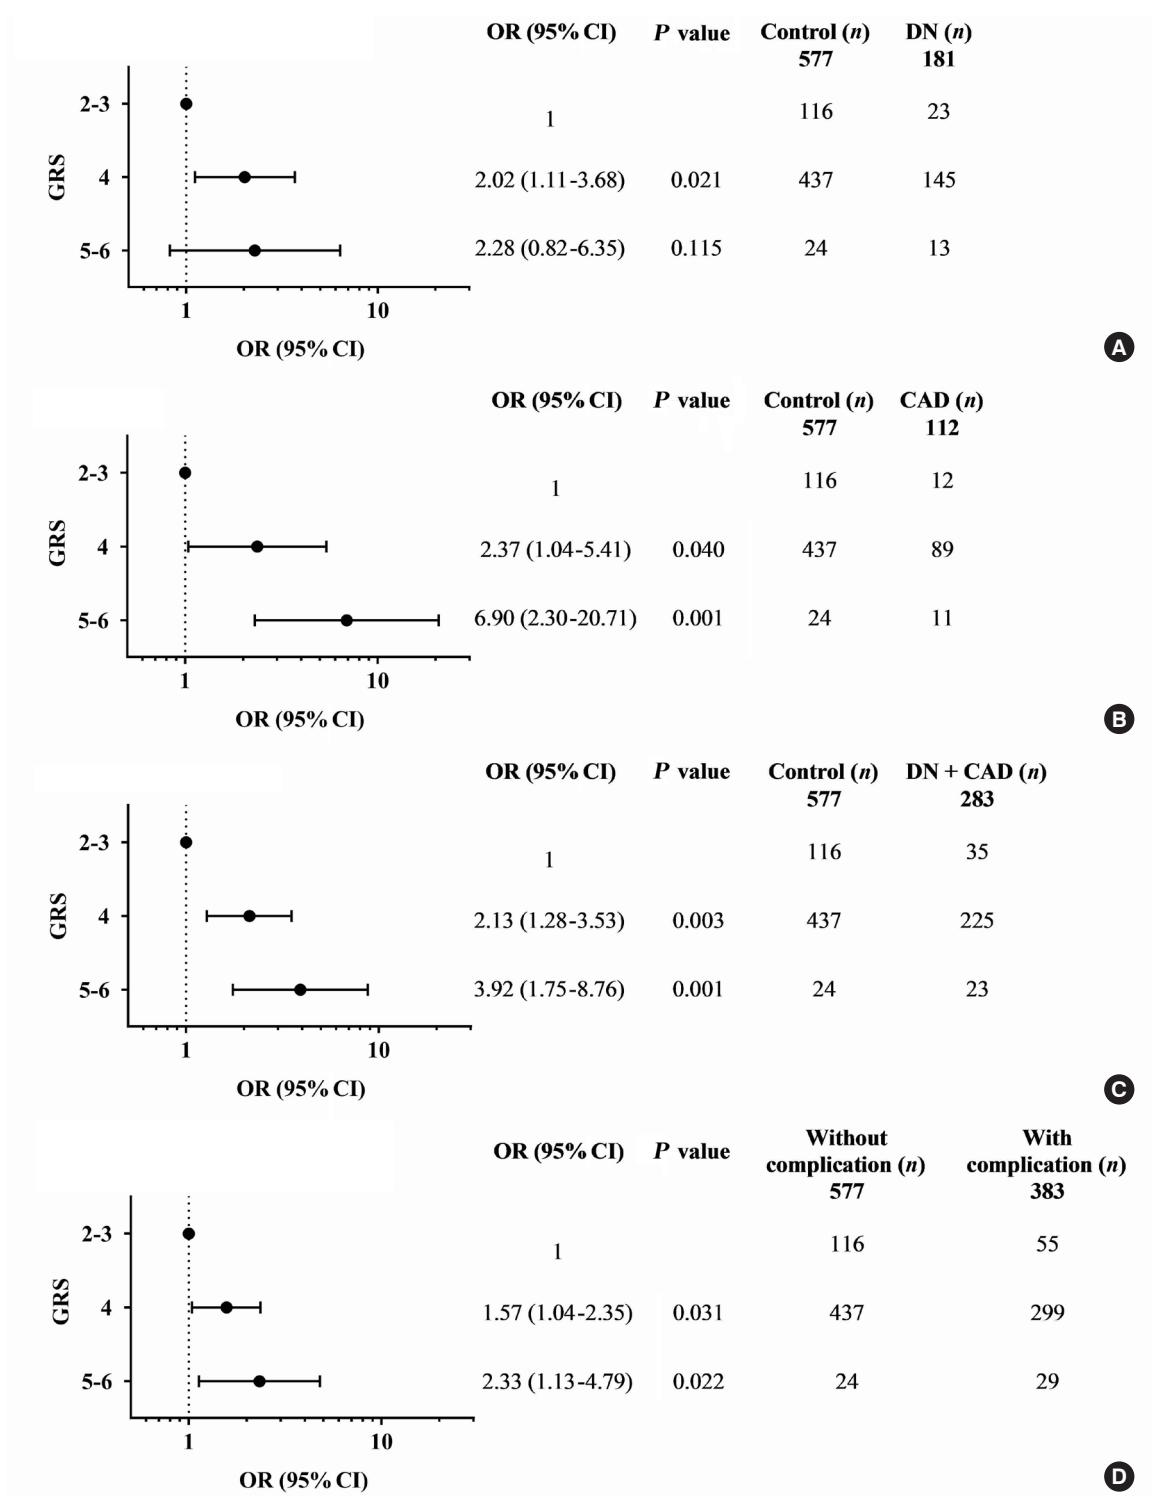 OR (95% CI) P value Control (n) DN (n)
577 181
2-3 1 116 23
GRS
4 2.02 (1.11-3.68) 0.021 437 145
5-6 2.28 (0.82-6.35) 0.115 24 13
1 10
OR (95% CI)
A
OR (95% CI) P value Control (n) CAD (n)
577 112
2-3 1 116 12
GRS
4 2.37 (1.04-5.41) 0.040 437 89
5-6 6.90 (2.30-20.71) 0.001 24 11
1 10
OR (95% CI)
B
OR (95% CI) P value Control (n) DN + CAD (n)
577 283
2-3 1 116 35
GRS
4 2.13 (1.28-3.53) 0.003 437 225
5-6 3.92 (1.75-8.76) 0.001 24 23
1 10
OR (95% CI)
C
Without With
OR (95% CI) P value complication (n) complication (n)
577 383
2-3 1 116 55
GRS
4 1.57 (1.04-2.35) 0.031 437 299
5-6 2.33 (1.13-4.79) 0.022 24 29
1 10
OR (95% CI)
D